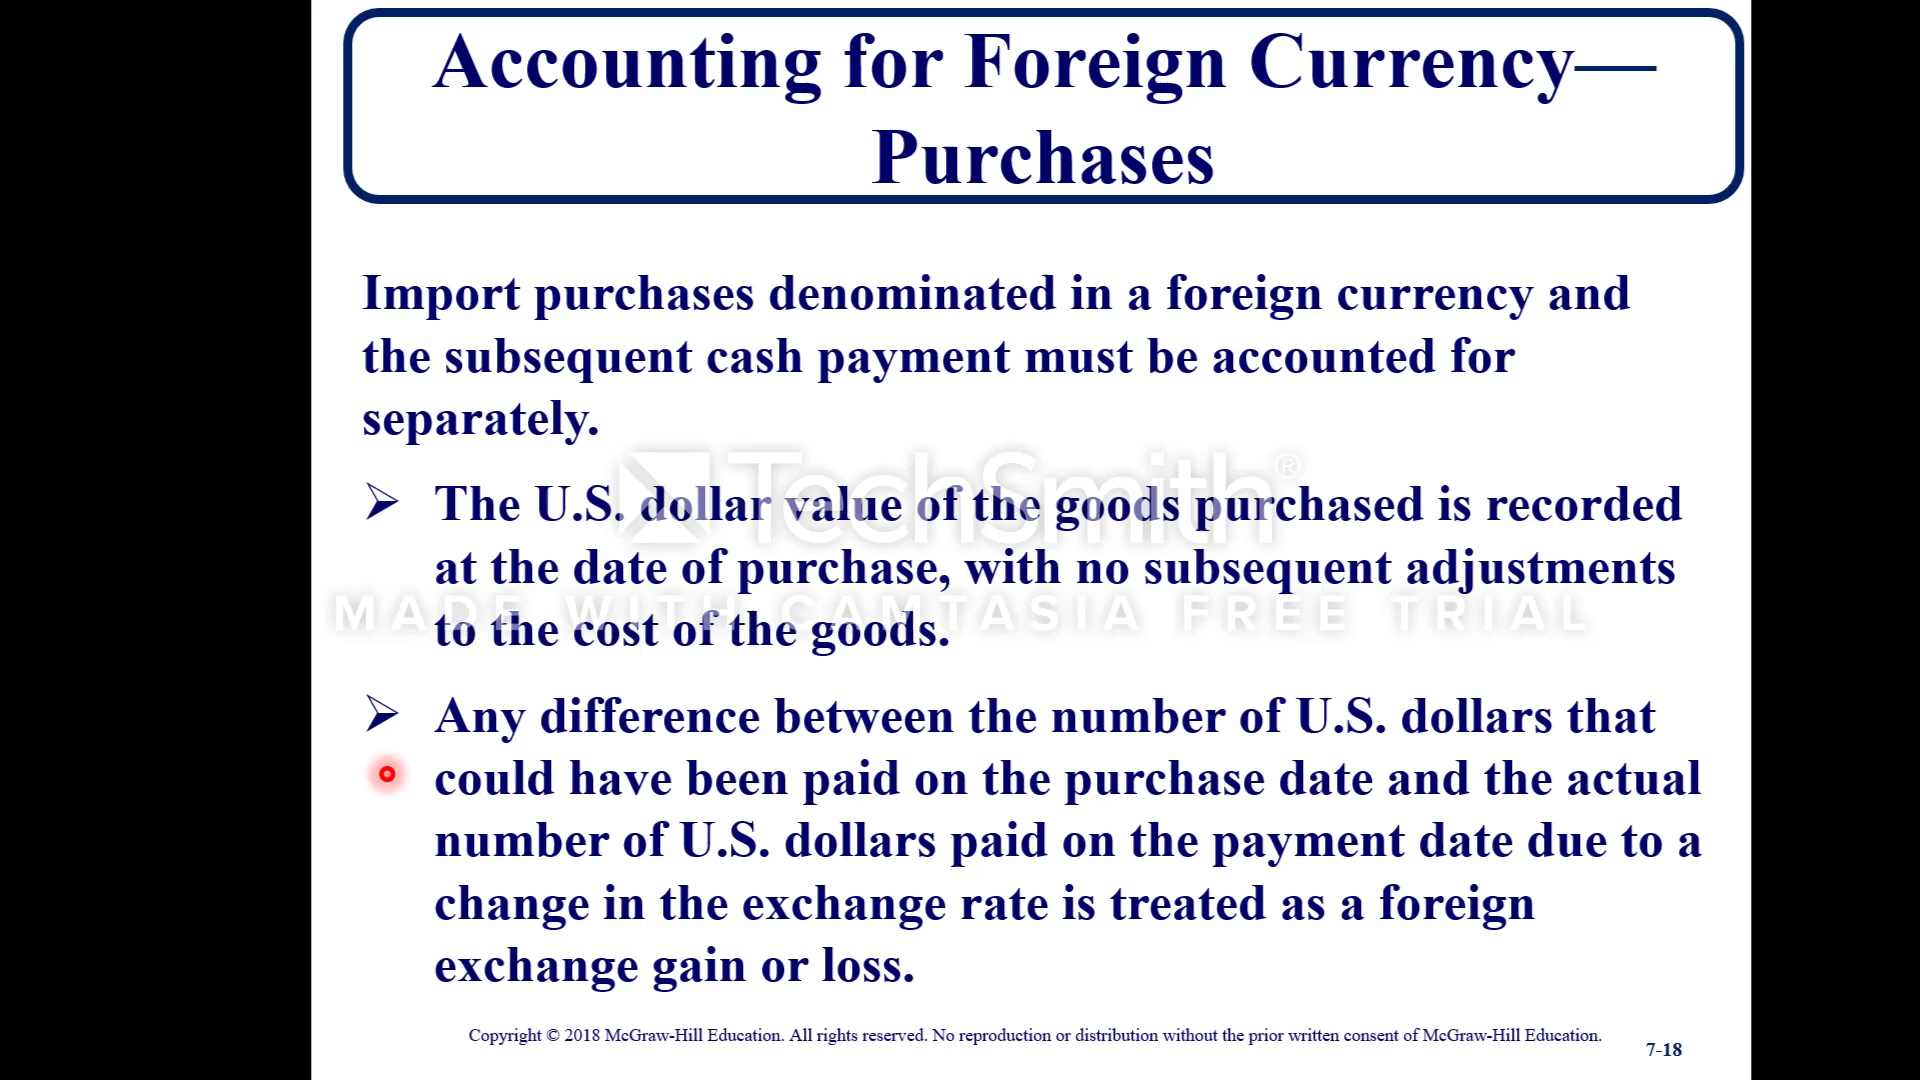 Accounting for Foreign Currency—
Purchases
Import purchases denominated in a foreign currency and
the subsequent cash payment must be accounted for
separately.
TechSmith®
➢ The U.S. dollar value of the goods purchased is recorded
at the date of purchase, with no subsequent adjustments
MADE WITH CAMTASIA FREE TRIAL
to the cost of the goods.
➢ Any difference between the number of U.S. dollars that
could have been paid on the purchase date and the actual
number of U.S. dollars paid on the payment date due to a
change in the exchange rate is treated as a foreign
exchange gain or loss.
Copyright © 2018 McGraw-Hill Education. All rights reserved. No reproduction or distribution without the prior written consent of McGraw-Hill Education.
7-18